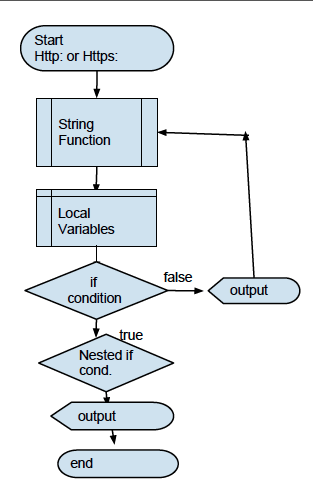 Start
Http: or Https:
String
Function
Local
Variables
if
condition
false
output
true
Nested if
cond.
output
end